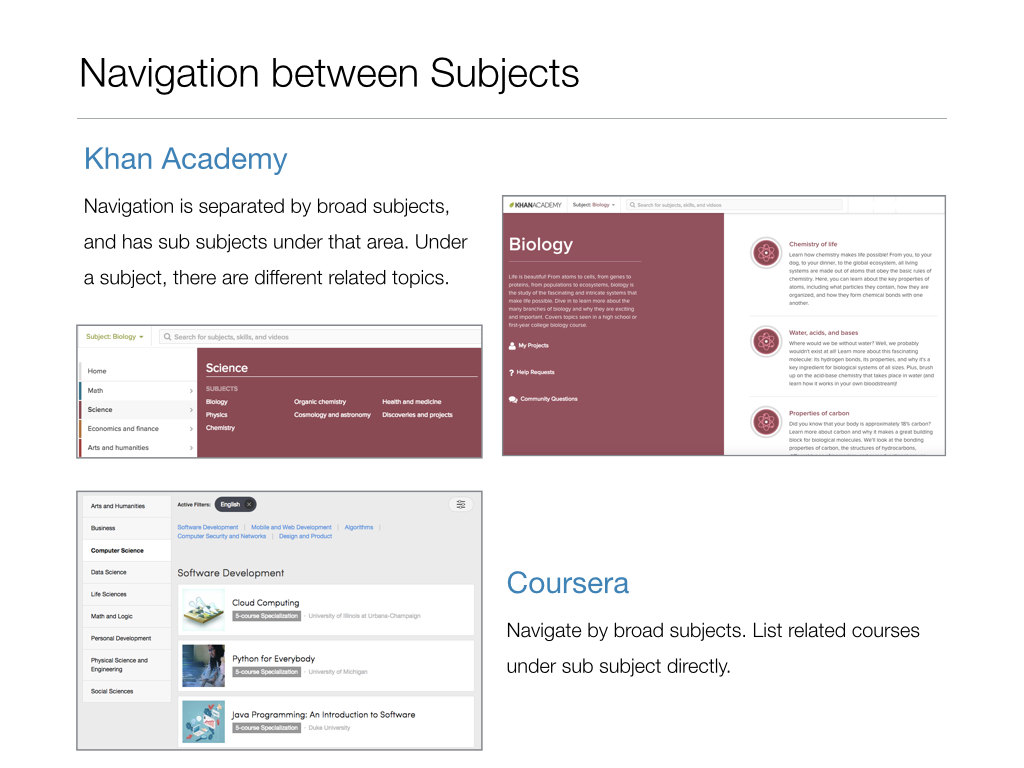 Navigation between Subjects
Khan Academy
Navigation is separated by broad subjects,
and has sub subjects under that area. Under
a subject, there are different related topics.
Subject: Biology
Search for subjects, skills, and videos
Home
Math
Science
Economics and finance
Arts and humanities
Science
SUBJECTS
Biology
Organic chemistry
Health and medicine
Physics
Cosmology and astronomy
Discoveries and projects
Chemistry
KHANACADEMY
Subject: Biology
Search for subjects, skills, and videos
Biology
Life is beautiful! From atoms to cells, from genes to
proteins, from populations to ecosystems, biology is
the study of the fascinating and intricate systems that
make life possible. Dive in to learn more about the
many branches of biology and why they are exciting
and important. Covers topics seen in a high school or
first-year college biology course.
My Projects
? Help Requests
Community Questions
Chemistry of life
Learn how chemistry makes life possible! From you, to your
dog, to your dinner, to the global ecosystem, all living
systems are made out of atoms that obey the basic rules of
chemistry. Here, you can learn about the key properties of
atoms, including what particles they contain, how they are
organized, and how they form chemical bonds with one
another.
Water, acids, and bases
Where would we be without water? Well, we probably
wouldn't exist at all! Learn more about this fascinating
molecule: its hydrogen bonds, its properties, and why it's a
key ingredient for biological systems of all sizes. Plus, brush
up on the acid-base chemistry that takes place in water (and
learn how it works in your own bloodstream)!
Properties of carbon
Did you know that your body is approximately 18% carbon?
Learn more about carbon and why it makes a great building
block for biological molecules. We'll look at the bonding
properties of carbon, the structures of hydrocarbons,
Arts and Humanities
Business
Computer Science
Data Science
Life Sciences
Math and Logic
Personal Development
Physical Science and
Engineering
Social Sciences
Active Filters: English ×
Software Development | Mobile and Web Development | Algorithms |
Computer Security and Networks | Design and Product
Software Development
Cloud Computing
5-course Specialization · University of Illinois at Urbana-Champaign
Python for Everybody
5-course Specialization · University of Michigan
Java Programming: An Introduction to Software
5-course Specialization · Duke University
Coursera
Navigate by broad subjects. List related courses
under sub subject directly.